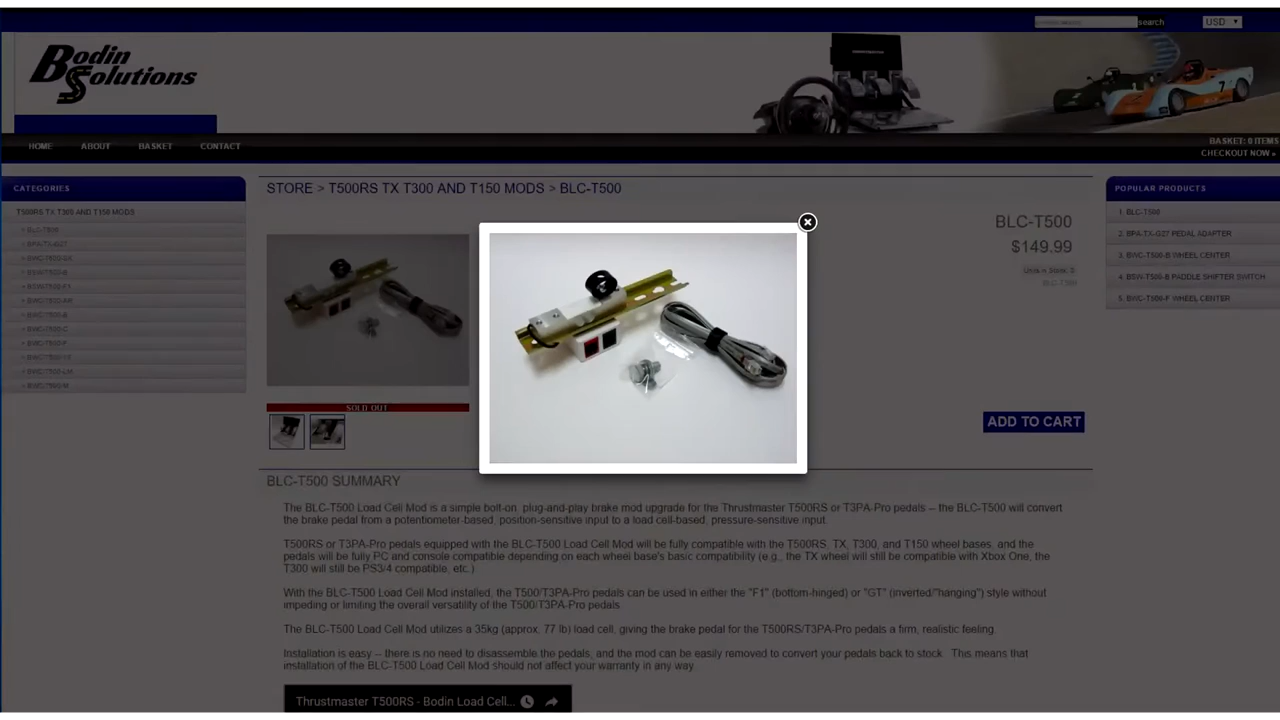 search
USD
Bodin
Solutions
7
HOME
ABOUT
BASKET
CONTACT
BASKET: 0 ITEMS
CHECKOUT NOW »
CATEGORIES
STORE > T500RS TX T300 AND T150 MODS > BLC-T500
POPULAR PRODUCTS
T500RS TX T300 AND T150 MODS
> BLC-T500
BLC-T500
$149.99
Units in Stock: 0
BLC-T500
1. BLC-T500
2. BPA-TX-G27 PEDAL ADAPTER
3. BWC-T500-B WHEEL CENTER
4. BSW-T500-B PADDLE SHIFTER SWITCH
5. BWC-T500-F WHEEL CENTER
SOLD OUT
ADD TO CART
BLC-T500 SUMMARY
The BLC-T500 Load Cell Mod is a simple bolt-on, plug-and-play brake mod upgrade for the Thrustmaster T500RS or T3PA-Pro pedals -- the BLC-T500 will convert
the brake pedal from a potentiometer-based, position-sensitive input to a load cell-based, pressure-sensitive input.
T500RS or T3PA-Pro pedals equipped with the BLC-T500 Load Cell Mod will be fully compatible with the T500RS, TX, T300, and T150 wheel bases, and the
pedals will be fully PC and console compatible depending on each wheel base's basic compatibility (e.g., the TX wheel will still be compatible with Xbox One, the
T300 will still be PS3/4 compatible, etc.)
With the BLC-T500 Load Cell Mod installed, the T500/T3PA-Pro pedals can be used in either the "F1" (bottom-hinged) or "GT" (inverted/"hanging") style without
impeding or limiting the overall versatility of the T500/T3PA-Pro pedals.
The BLC-T500 Load Cell Mod utilizes a 35kg (approx. 77 lb) load cell, giving the brake pedal for the T500RS/T3PA-Pro pedals a firm, realistic feeling.
Installation is easy -- there is no need to disassemble the pedals, and the mod can be easily removed to convert your pedals back to stock. This means that
installation of the BLC-T500 Load Cell Mod should not affect your warranty in any way.
Thrustmaster T500RS - Bodin Load Cell...